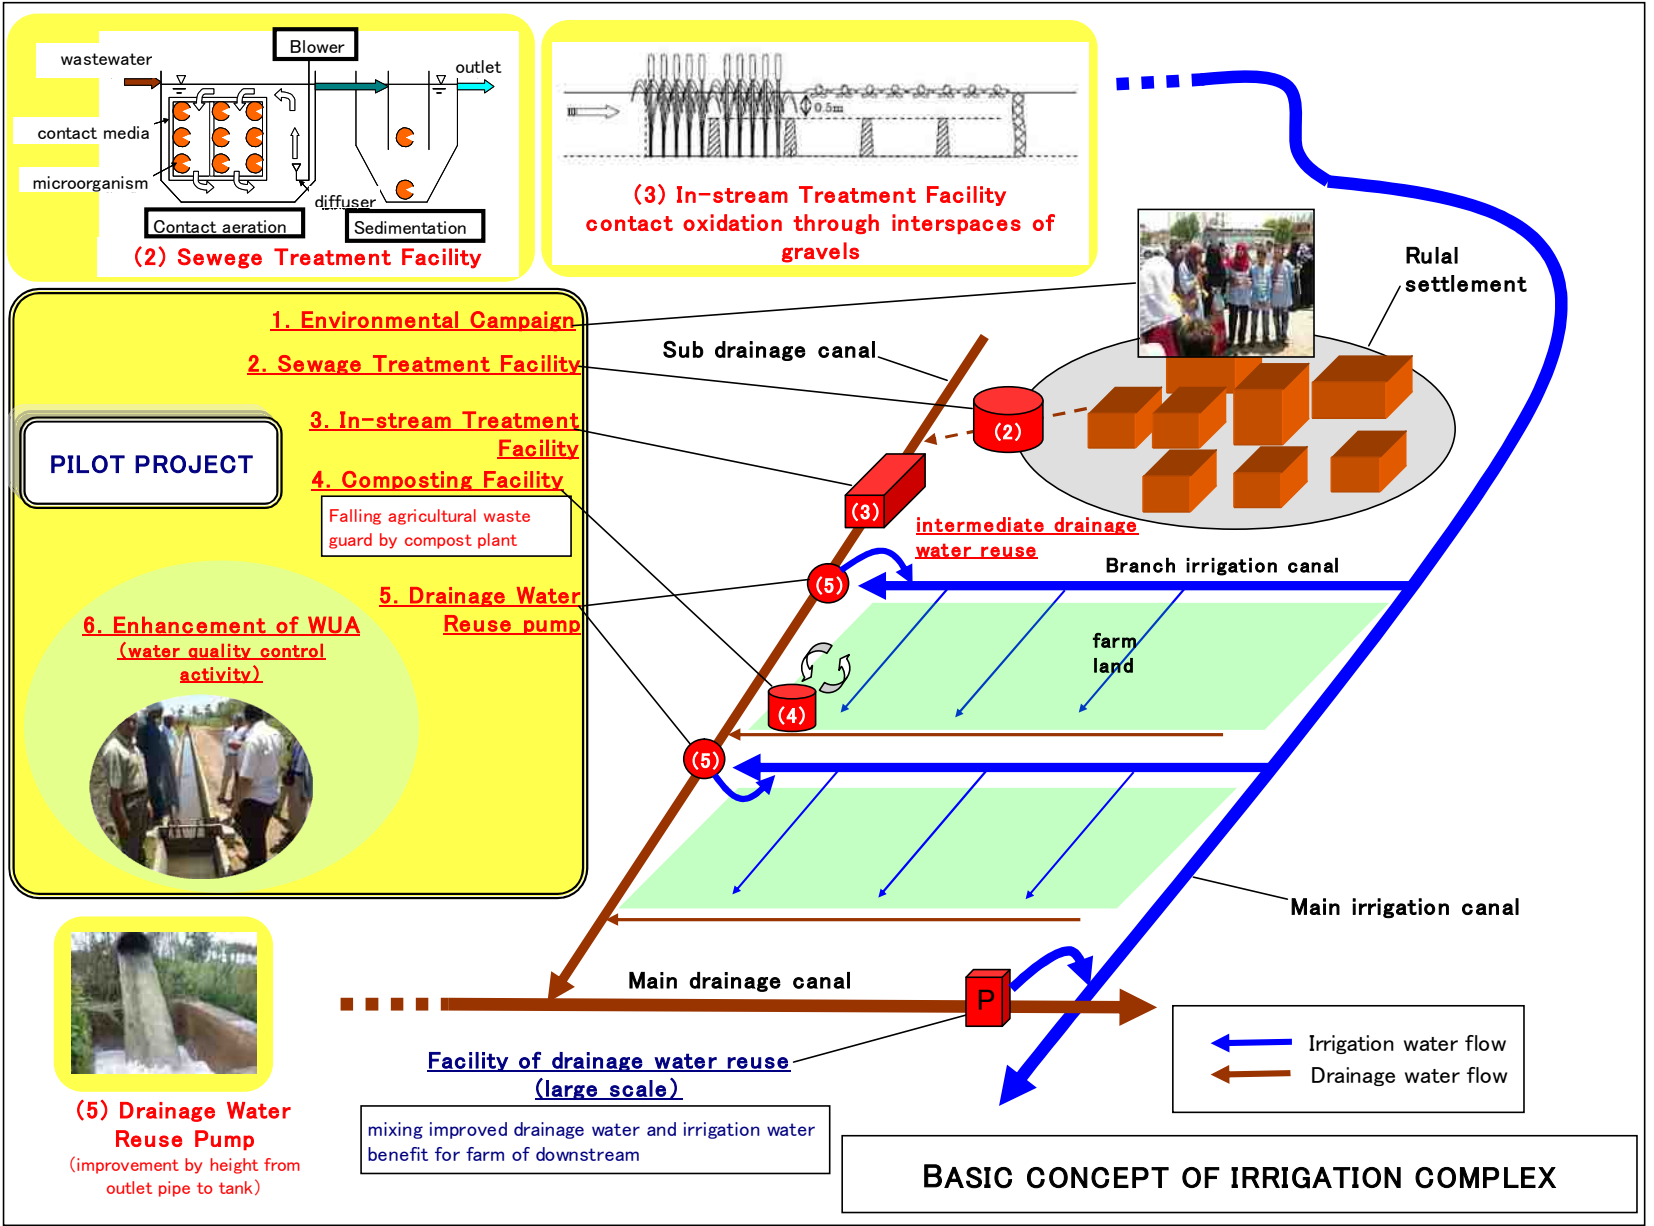 wastewater
Blower
outlet
contact media
microorganism
diffuser
Contact aeration
Sedimentation
(2) Sewege Treatment Facility
0.5m
(3) In-stream Treatment Facility
contact oxidation through interspaces of
gravels
1. Environmental Campaign
2. Sewage Treatment Facility
3. In-stream Treatment
Facility
4. Composting Facility
Falling agricultural waste
guard by compost plant
PILOT PROJECT
5. Drainage Water
Reuse pump
6. Enhancement of WUA
(water quality control
activity)
Sub drainage canal
Rulal
settlement
(2)
(3)
intermediate drainage
water reuse
(5)
Branch irrigation canal
farm
land
(4)
(5)
Main irrigation canal
Main drainage canal
P
Facility of drainage water reuse
(large scale)
mixing improved drainage water and irrigation water
benefit for farm of downstream
(5) Drainage Water
Reuse Pump
(improvement by height from
outlet pipe to tank)
Irrigation water flow
Drainage water flow
BASIC CONCEPT OF IRRIGATION COMPLEX